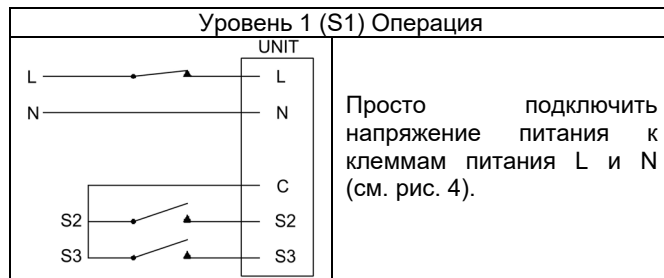 Уровень 1 (S1) Операция
UNIT
L L
N N
C
S2 S2
S3 S3
Просто подключить
напряжение питания к
клеммам питания L и N
(см. рис. 4).